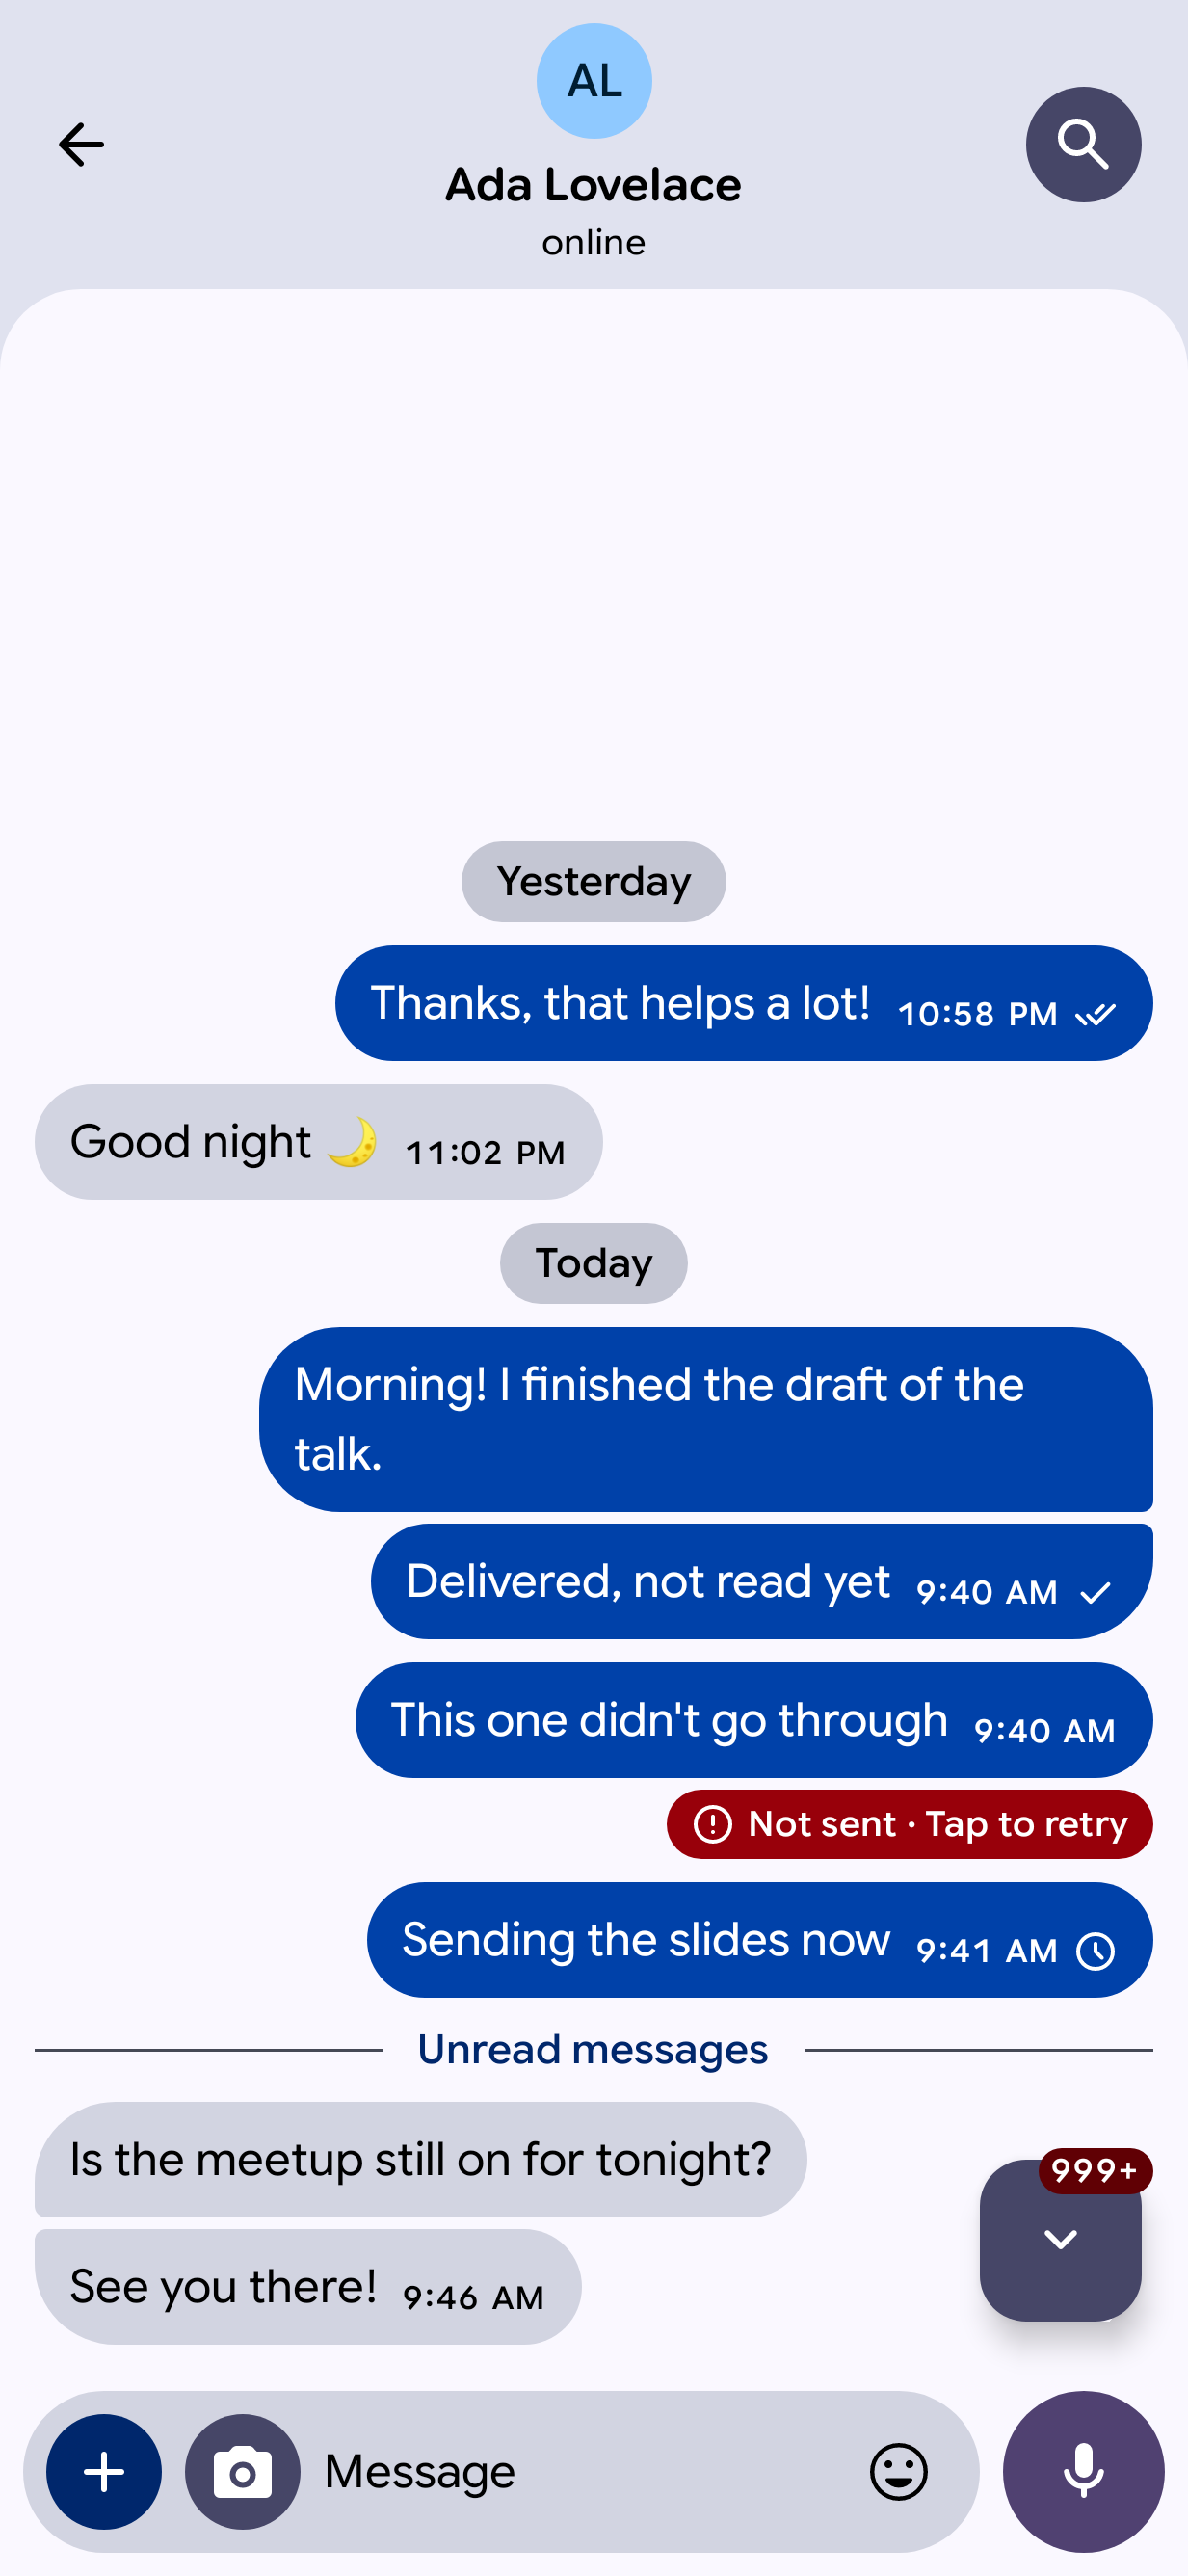 AL
Ada Lovelace
online
Yesterday
Thanks, that helps a lot! 10:58 PM
Good night 🌙 11:02 PM
Today
Morning! I finished the draft of the
talk.
Delivered, not read yet 9:40 AM
This one didn't go through 9:40 AM
Not sent · Tap to retry
Sending the slides now 9:41 AM
Unread messages
Is the meetup still on for tonight?
999+
See you there! 9:46 AM
Message